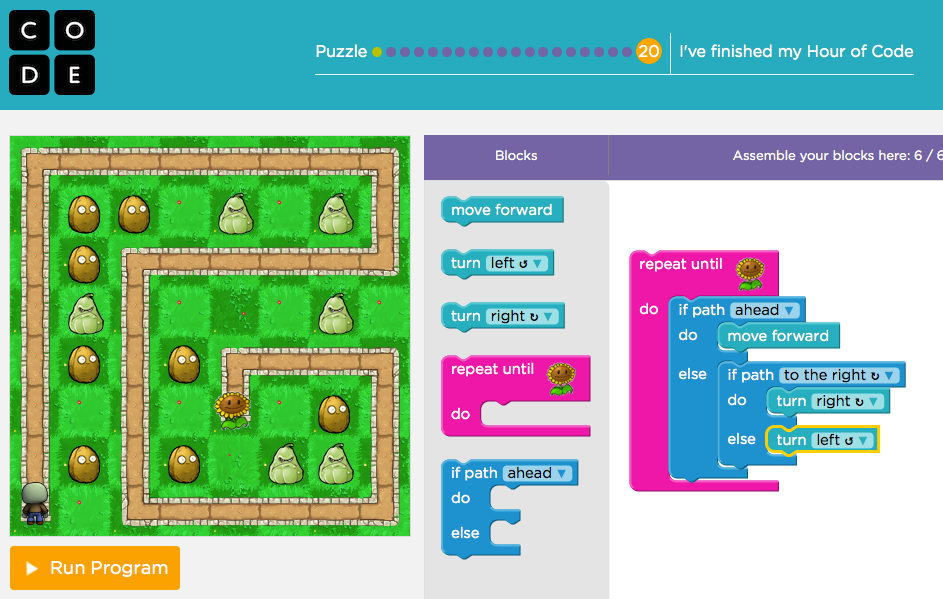 C O
D E
Puzzle 20 I've finished my Hour of Code
Blocks
Assemble your blocks here: 6 / 6
move forward
turn left ↺ ▼
turn right ↻ ▼
repeat until
do
if path ahead ▼
do
else
repeat until
do if path ahead ▼
do move forward
else if path to the right ↻ ▼
do turn right ↻ ▼
else turn left ↺ ▼
Run Program